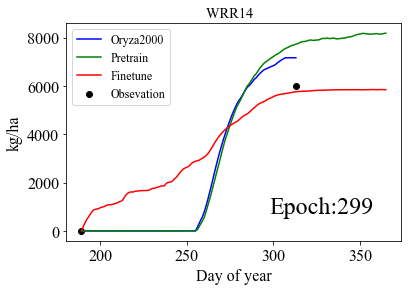 WRR14
8000
6000
4000
2000
0
kg/ha
Oryza2000
Pretrain
Finetune
Obsevation
Epoch:299
200
250
300
350
Day of year